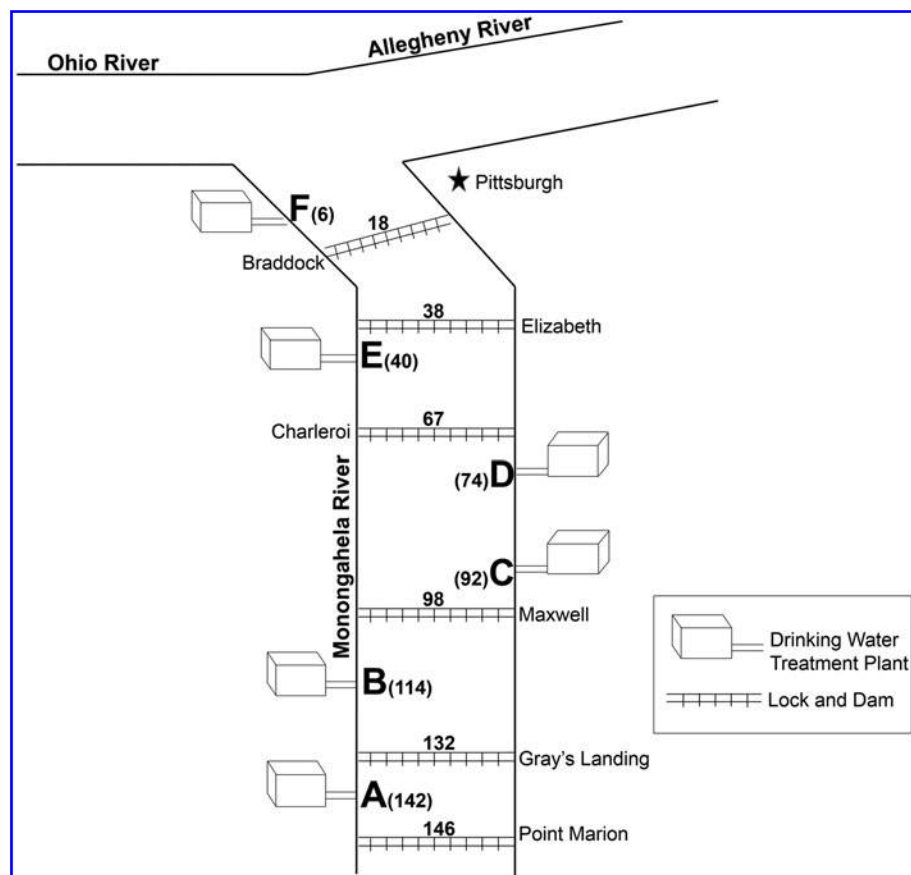 Allegheny River
Ohio River
Pittsburgh
F(6)
18
Braddock
38
Elizabeth
E(40)
67
Charleroi
(74)D
Monongahela River
(92)C
98
Maxwell
B(114)
132
Gray's Landing
A(142)
146
Point Marion
Drinking Water
Treatment Plant
Lock and Dam